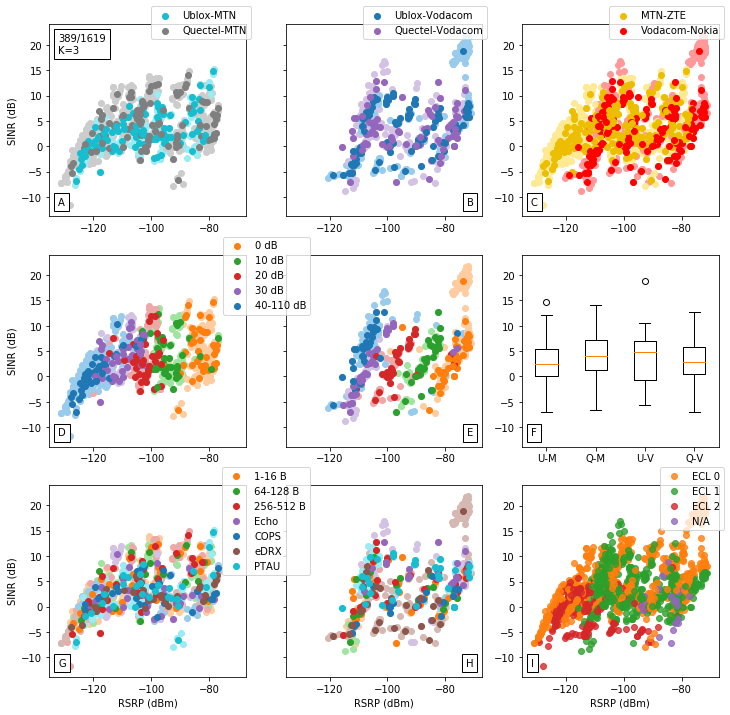 Ublox-MTN
Quectel-MTN
389/1619
K=3
20
15
10
5
0
−5
−10
SINR (dB)
−120
−100
−80
A
Ublox-Vodacom
Quectel-Vodacom
−120
−100
−80
B
MTN-ZTE
Vodacom-Nokia
20
15
10
5
0
−5
−10
−120
−100
−80
C
0 dB
10 dB
20 dB
30 dB
40-110 dB
20
15
10
5
0
−5
−10
SINR (dB)
−120
−100
−80
D
−120
−100
−80
E
20
15
10
5
0
−5
−10
F
U-M
Q-M
U-V
Q-V
1-16 B
64-128 B
256-512 B
Echo
COPS
eDRX
PTAU
20
15
10
5
0
−5
−10
SINR (dB)
G
−120
−100
−80
RSRP (dBm)
H
−120
−100
−80
RSRP (dBm)
ECL 0
ECL 1
ECL 2
N/A
20
15
10
5
0
−5
−10
I
−120
−100
−80
RSRP (dBm)